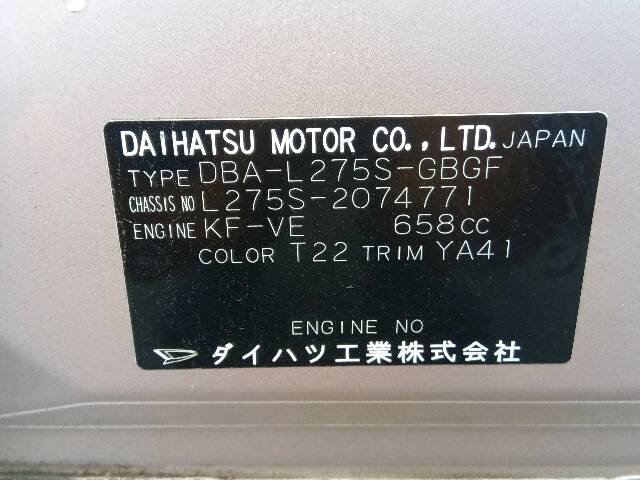 DAIHATSU MOTOR CO., LTD. JAPAN
TYPE DBA-L275S-GBGF
CHASSIS NO L275S-2074771
ENGINE KF-VE 658cc
COLOR T22 TRIM YA41
ENGINE NO
ダイハツ工業株式会社